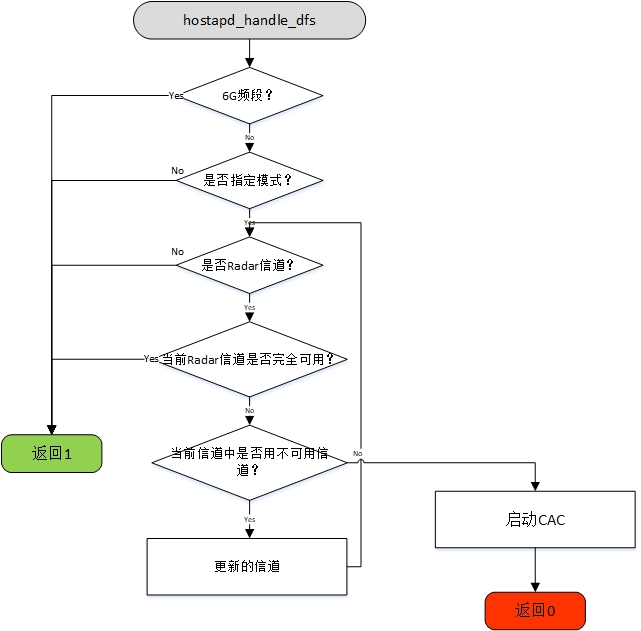 hostapd_handle_dfs
6G频段？
Yes
No
是否指定模式？
No
Yes
是否Radar信道？
No
Yes
当前Radar信道是否完全可用？
Yes
No
当前信道中是否用不可用信
道？
No
Yes
返回1
启动CAC
更新的信道
返回0